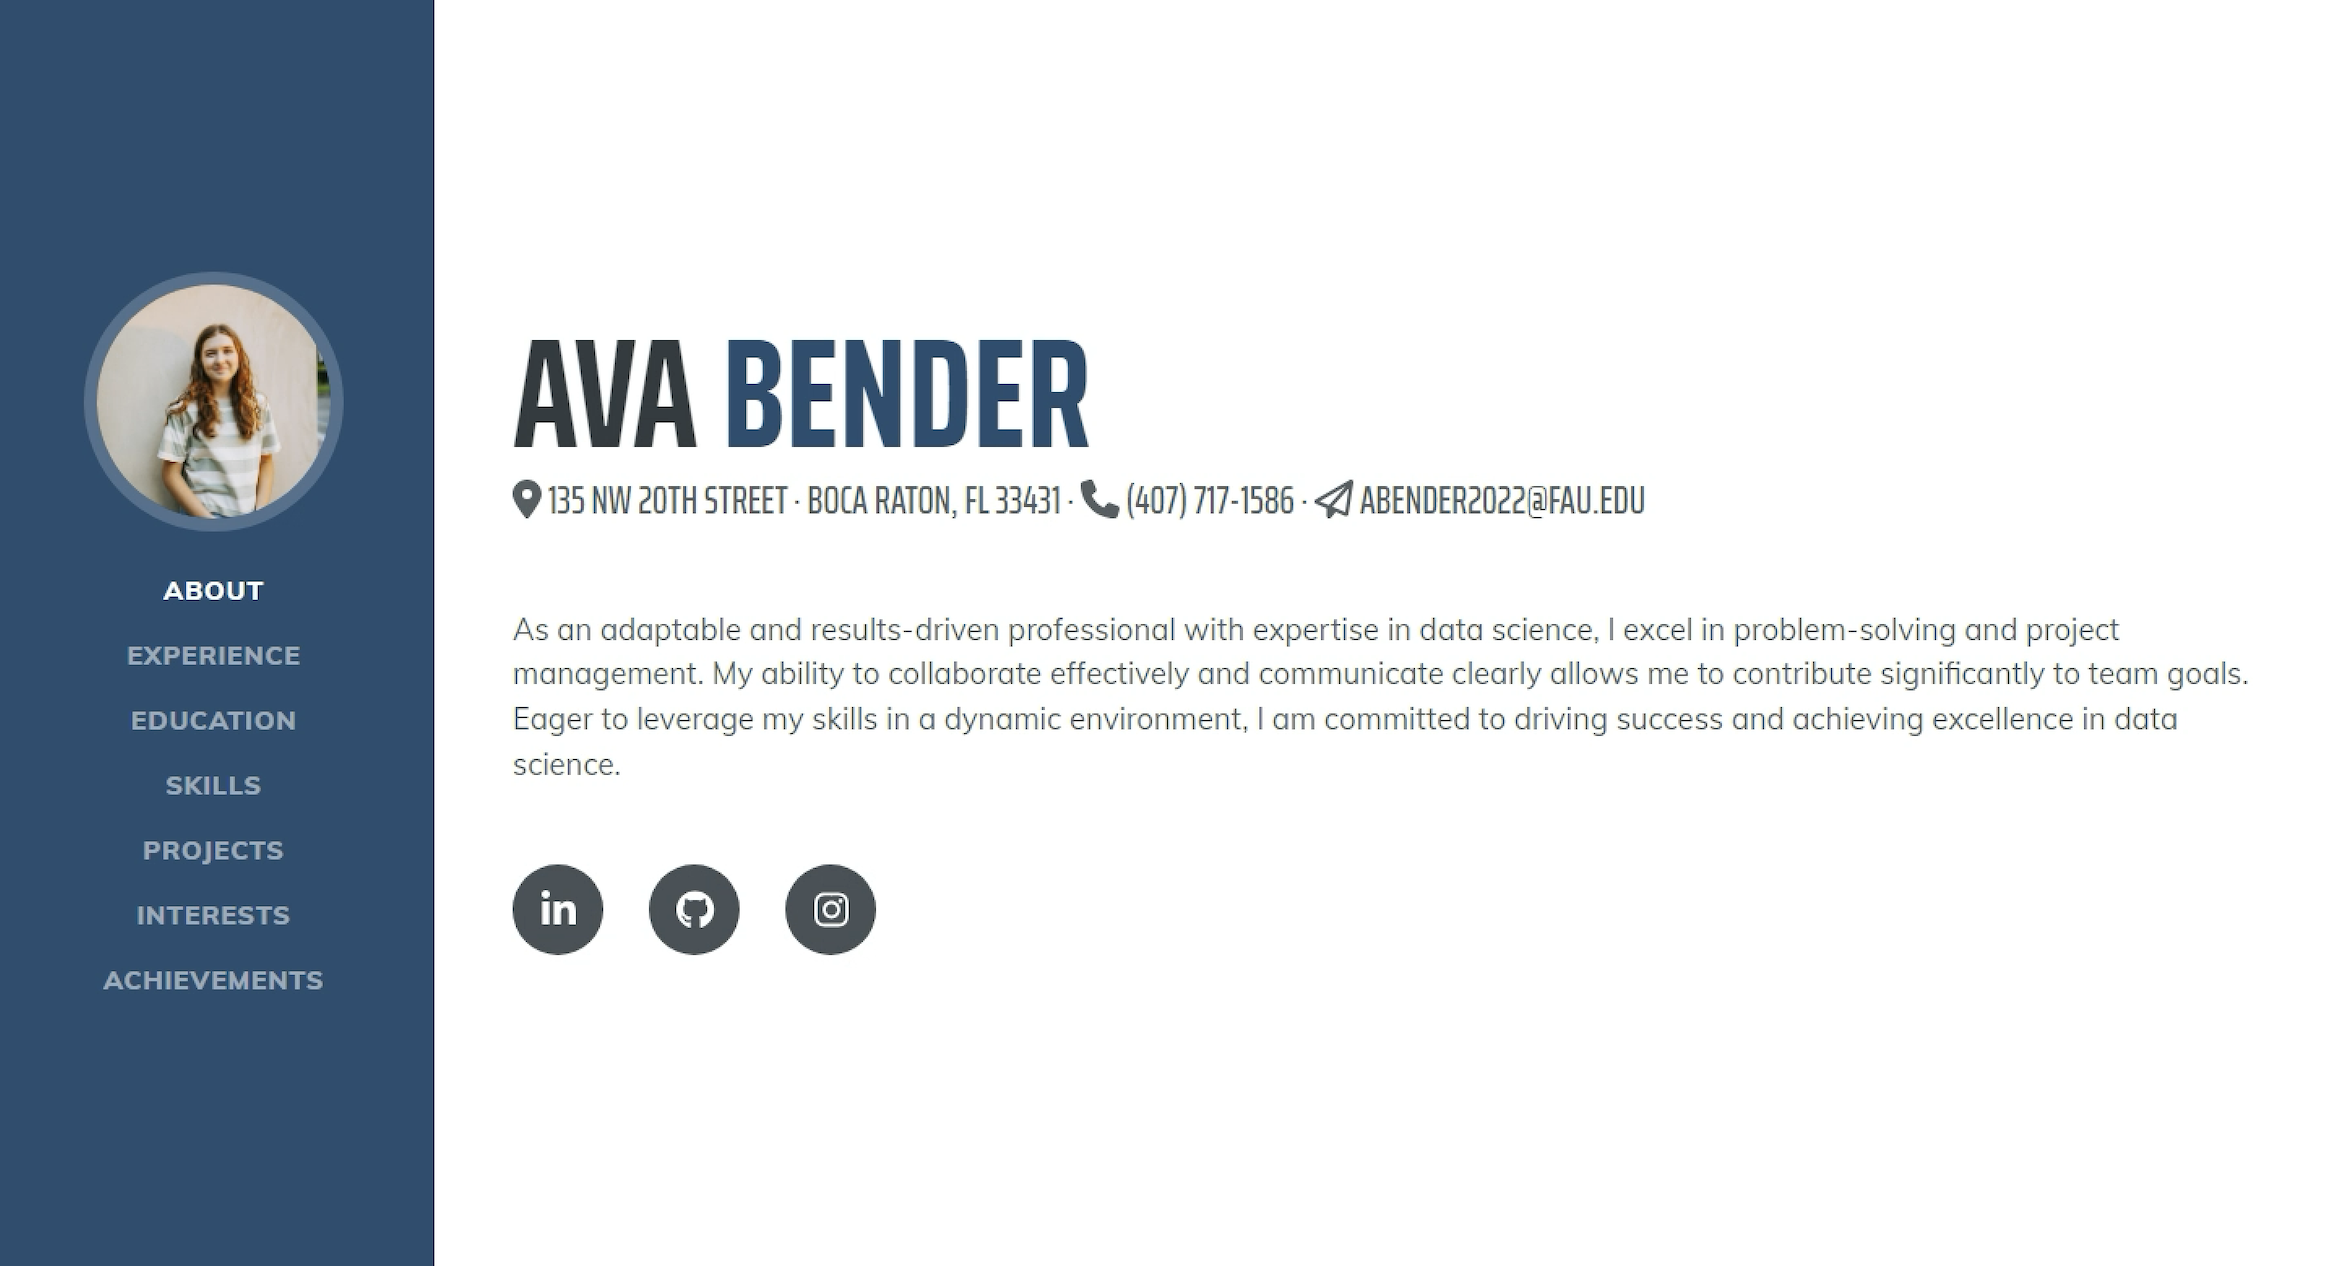 ABOUT
EXPERIENCE
EDUCATION
SKILLS
PROJECTS
INTERESTS
ACHIEVEMENTS
AVA BENDER
135 NW 20TH STREET · BOCA RATON, FL 33431 · (407) 717-1586 · ABENDER2022@FAU.EDU
As an adaptable and results-driven professional with expertise in data science, I excel in problem-solving and project
management. My ability to collaborate effectively and communicate clearly allows me to contribute significantly to team goals.
Eager to leverage my skills in a dynamic environment, I am committed to driving success and achieving excellence in data
science.
in